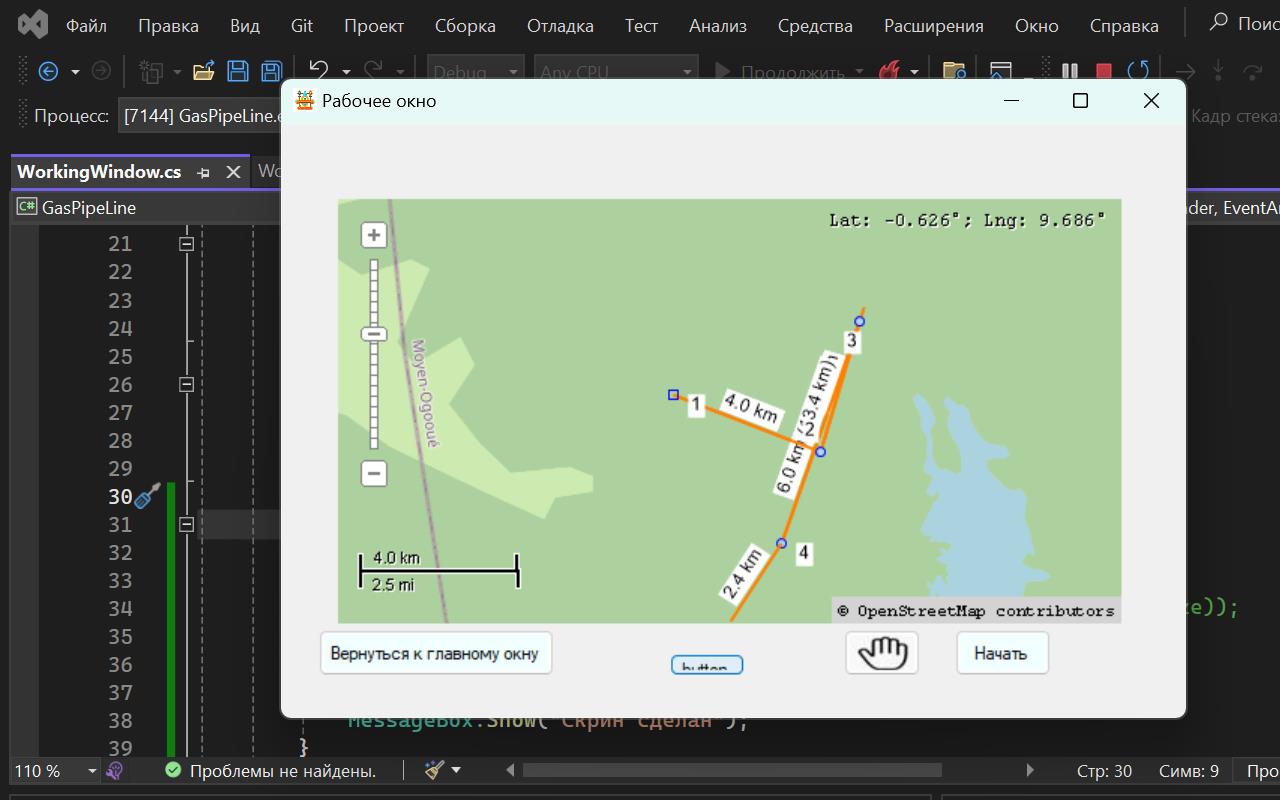 Файл Правка Вид Git Проект Сборка Отладка Тест Анализ Средства Расширения Окно Справка
Debug Any CPU Продолжить
Процесс: [7144] GasPipeLine.
Кадр стека:
Рабочее окно
WorkingWindow.cs
C# GasPipeLine
der, EventAr
21
22
23
24
25
26
27
28
29
30
31
32
33
34
35
36
37
38
39
Lat: -0.626°; Lng: 9.686°
Moyen-Ogooué
3
1
4.0 km
3.4 km)
2
6.0 km
4
2.4 km
4.0 km
2.5 mi
© OpenStreetMap contributors
Вернуться к главному окну
button
Начать
ze));
MessageBox.Show("Скрин сделан");
}
110 % Проблемы не найдены. Стр: 30 Симв: 9